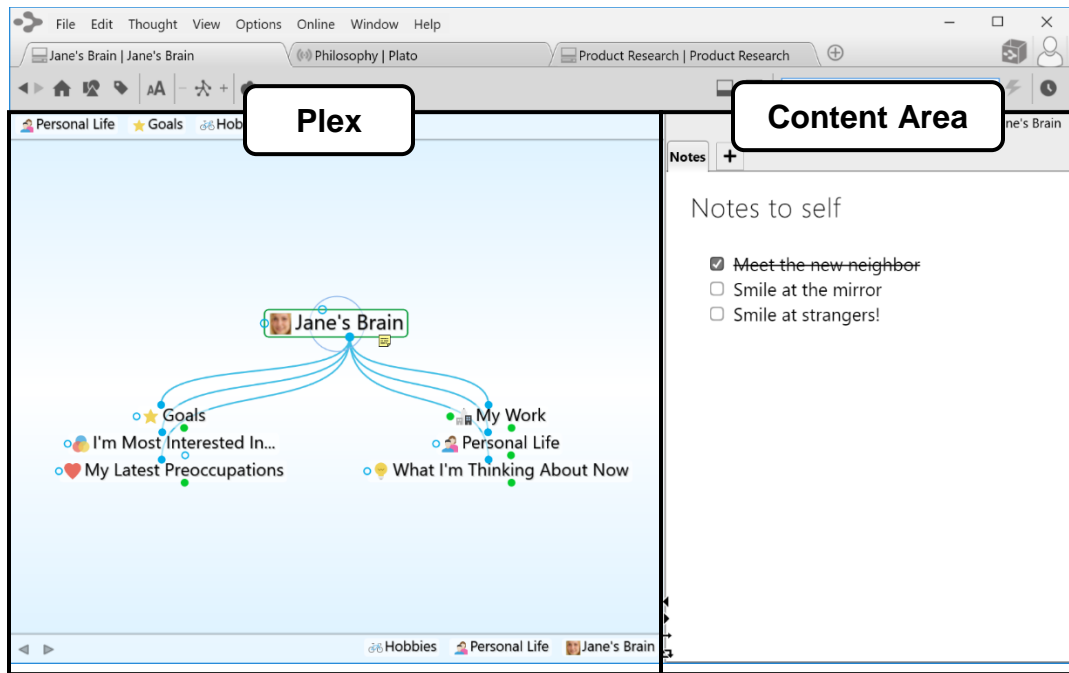 File Edit Thought View Options Online Window Help
Jane's Brain | Jane's Brain
Philosophy | Plato
Product Research | Product Research
AA
Plex
Content Area
Personal Life
Goals
Hob
ne's Brain
Notes +
Notes to self
Meet the new neighbor
Smile at the mirror
Smile at strangers!
Jane's Brain
Goals
My Work
I'm Most Interested In...
Personal Life
My Latest Preoccupations
What I'm Thinking About Now
Hobbies
Personal Life
Jane's Brain